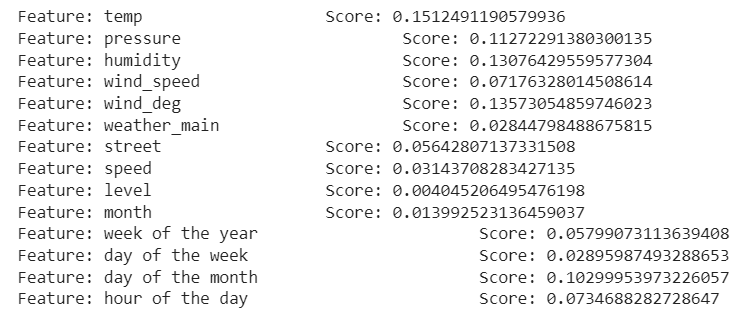 Feature: temp Score: 0.1512491190579936
Feature: pressure Score: 0.11272291380300135
Feature: humidity Score: 0.13076429559577304
Feature: wind_speed Score: 0.07176328014508614
Feature: wind_deg Score: 0.13573054859746023
Feature: weather_main Score: 0.02844798488675815
Feature: street Score: 0.05642807137331508
Feature: speed Score: 0.03143708283427135
Feature: level Score: 0.004045206495476198
Feature: month Score: 0.013992523136459037
Feature: week of the year Score: 0.05799073113639408
Feature: day of the week Score: 0.02895987493288653
Feature: day of the month Score: 0.10299953973226057
Feature: hour of the day Score: 0.0734688282728647